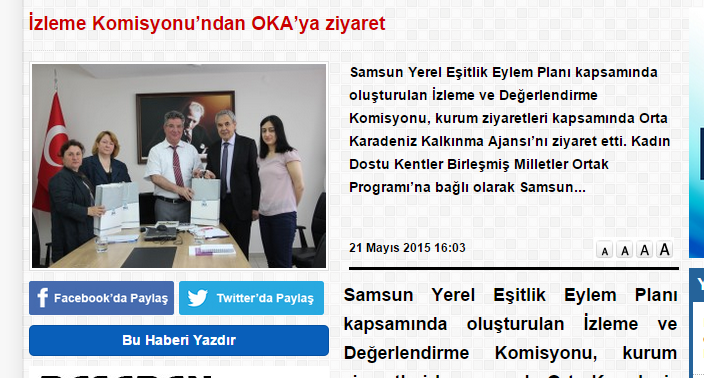 İzleme Komisyonu'ndan OKA'ya ziyaret
Samsun Yerel Eşitlik Eylem Planı kapsamında
oluşturulan İzleme ve Değerlendirme
Komisyonu, kurum ziyaretleri kapsamında Orta
Karadeniz Kalkınma Ajansı'nı ziyaret etti. Kadın
Dostu Kentler Birleşmiş Milletler Ortak
Programı'na bağlı olarak Samsun...
21 Mayıs 2015 16:03
A A A A
Facebook'da Paylaş
Twitter'da Paylaş
Bu Haberi Yazdır
Samsun Yerel Eşitlik Eylem Planı
kapsamında oluşturulan İzleme ve
Değerlendirme Komisyonu, kurum